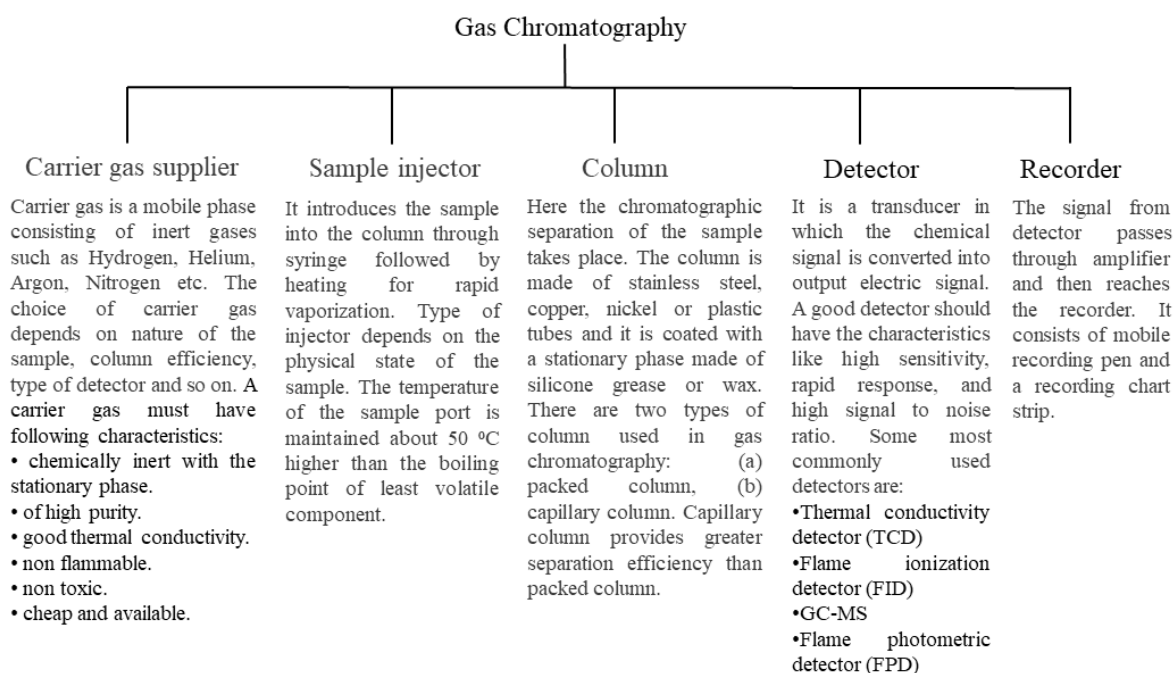 Gas Chromatography
Carrier gas supplier
Carrier gas is a mobile phase
consisting of inert gases
such as Hydrogen, Helium,
Argon, Nitrogen etc. The
choice of carrier gas
depends on nature of the
sample, column efficiency,
type of detector and so on. A
carrier gas must have
following characteristics:
• chemically inert with the
stationary phase.
• of high purity.
• good thermal conductivity.
• non flammable.
• non toxic.
• cheap and available.
Sample injector
It introduces the sample
into the column through
syringe followed by
heating for rapid
vaporization. Type of
injector depends on the
physical state of the
sample. The temperature
of the sample port is
maintained about 50 ⁰C
higher than the boiling
point of least volatile
component.
Column
Here the chromatographic
separation of the sample
takes place. The column is
made of stainless steel,
copper, nickel or plastic
tubes and it is coated with
a stationary phase made of
silicone grease or wax.
There are two types of
column used in gas
chromatography: (a)
packed column, (b)
capillary column. Capillary
column provides greater
separation efficiency than
packed column.
Detector
It is a transducer in
which the chemical
signal is converted into
output electric signal.
A good detector should
have the characteristics
like high sensitivity,
rapid response, and
high signal to noise
ratio. Some most
commonly used
detectors are:
•Thermal conductivity
detector (TCD)
•Flame ionization
detector (FID)
•GC-MS
•Flame photometric
detector (FPD)
Recorder
The signal from
detector passes
through amplifier
and then reaches
the recorder. It
consists of mobile
recording pen and
a recording chart
strip.